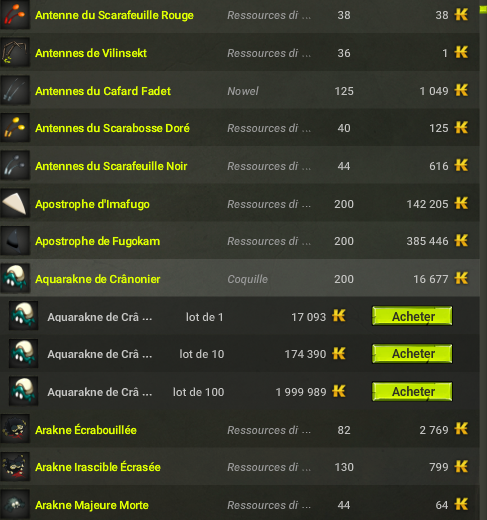 Antenne du Scarafeuille Rouge Ressources di ... 38 38
Antennes de Vilinsekt Ressources di ... 36 1
Antennes du Cafard Fadet Nowel 125 1 049
Antennes du Scarabosse Doré Ressources di ... 40 125
Antennes du Scarafeuille Noir Ressources di ... 44 616
Apostrophe d'Imafugo Ressources di ... 200 142 205
Apostrophe de Fugokam Ressources di ... 200 385 446
Aquarakne de Crânonier Coquille 200 16 677
Aquarakne de Crâ ... lot de 1 17 093 Acheter
Aquarakne de Crâ ... lot de 10 174 390 Acheter
Aquarakne de Crâ ... lot de 100 1 999 989 Acheter
Arakne Écrabouillée Ressources di ... 82 2 769
Arakne Irascible Écrasée Ressources di ... 130 799
Arakne Majeure Morte Ressources di ... 44 64